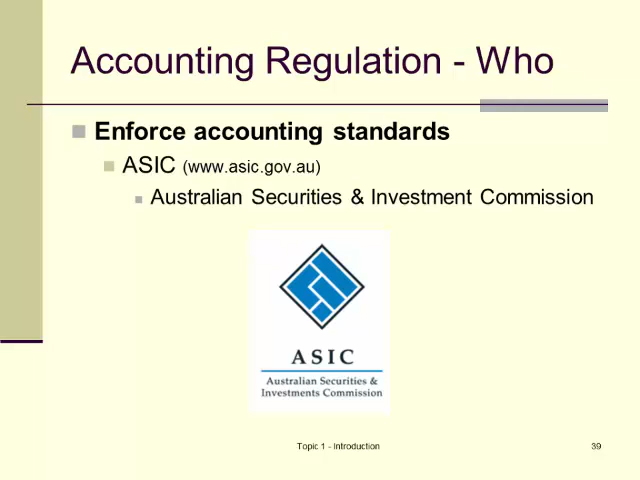 Accounting Regulation - Who
Enforce accounting standards
ASIC (www.asic.gov.au)
Australian Securities & Investment Commission
ASIC
Australian Securities &
Investments Commission
Topic 1 - Introduction
39